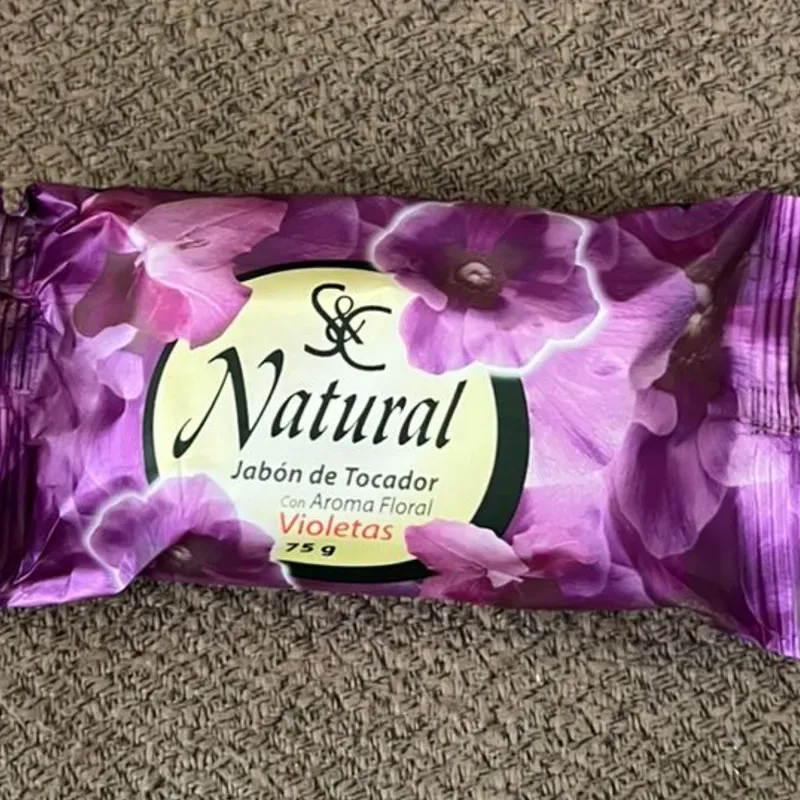 S&C
Natural
Jabón de Tocador
Con Aroma Floral
Violetas
75 g